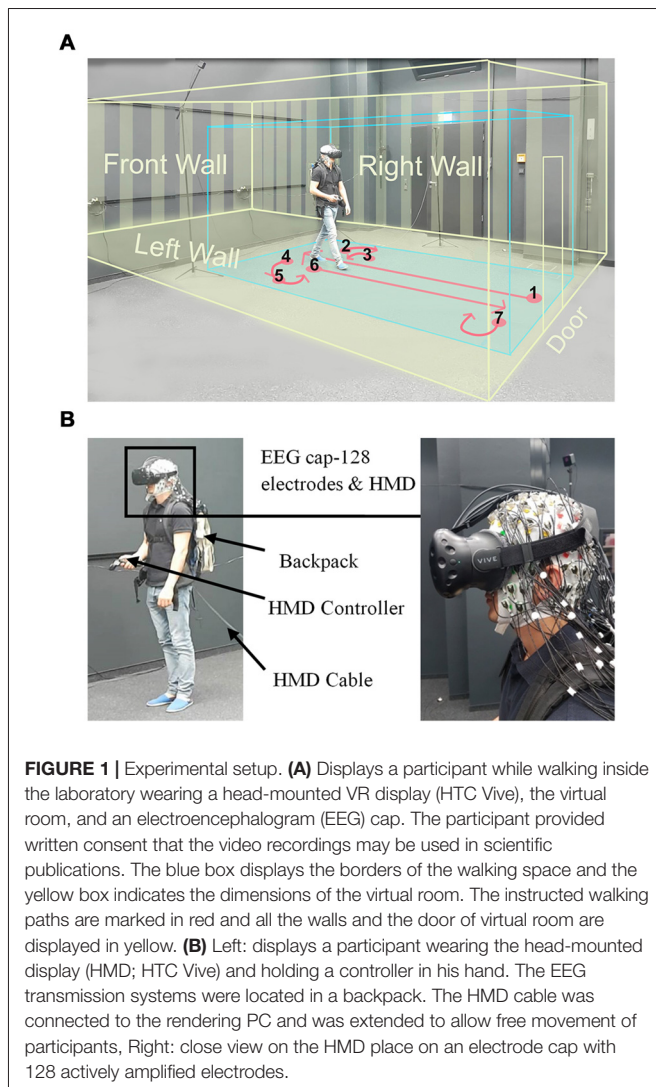 A
Front Wall
Right Wall
Left Wall
2
3
4
5
6
1
7
Door
B
EEG cap-128
electrodes & HMD
Backpack
HMD Controller
HMD Cable
VIVE
FIGURE 1 | Experimental setup. (A) Displays a participant while walking inside
the laboratory wearing a head-mounted VR display (HTC Vive), the virtual
room, and an electroencephalogram (EEG) cap. The participant provided
written consent that the video recordings may be used in scientific
publications. The blue box displays the borders of the walking space and the
yellow box indicates the dimensions of the virtual room. The instructed walking
paths are marked in red and all the walls and the door of virtual room are
displayed in yellow. (B) Left: displays a participant wearing the head-mounted
display (HMD; HTC Vive) and holding a controller in his hand. The EEG
transmission systems were located in a backpack. The HMD cable was
connected to the rendering PC and was extended to allow free movement of
participants, Right: close view on the HMD place on an electrode cap with
128 actively amplified electrodes.